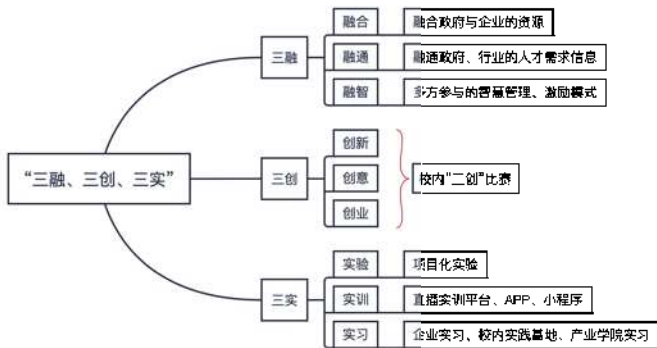 融合 融合政府与企业的资源
三融 融通 融通政府、行业的人才需求信息
融智 多方参与的智慧管理、激励模式
创新
“三融、三创、三实” 三创 创意 校内“二创”比赛
创业
实验 项目化实验
三实 实训 直播实训平台、APP、小程序
实习 企业实习、校内实践基地、产业学院实习